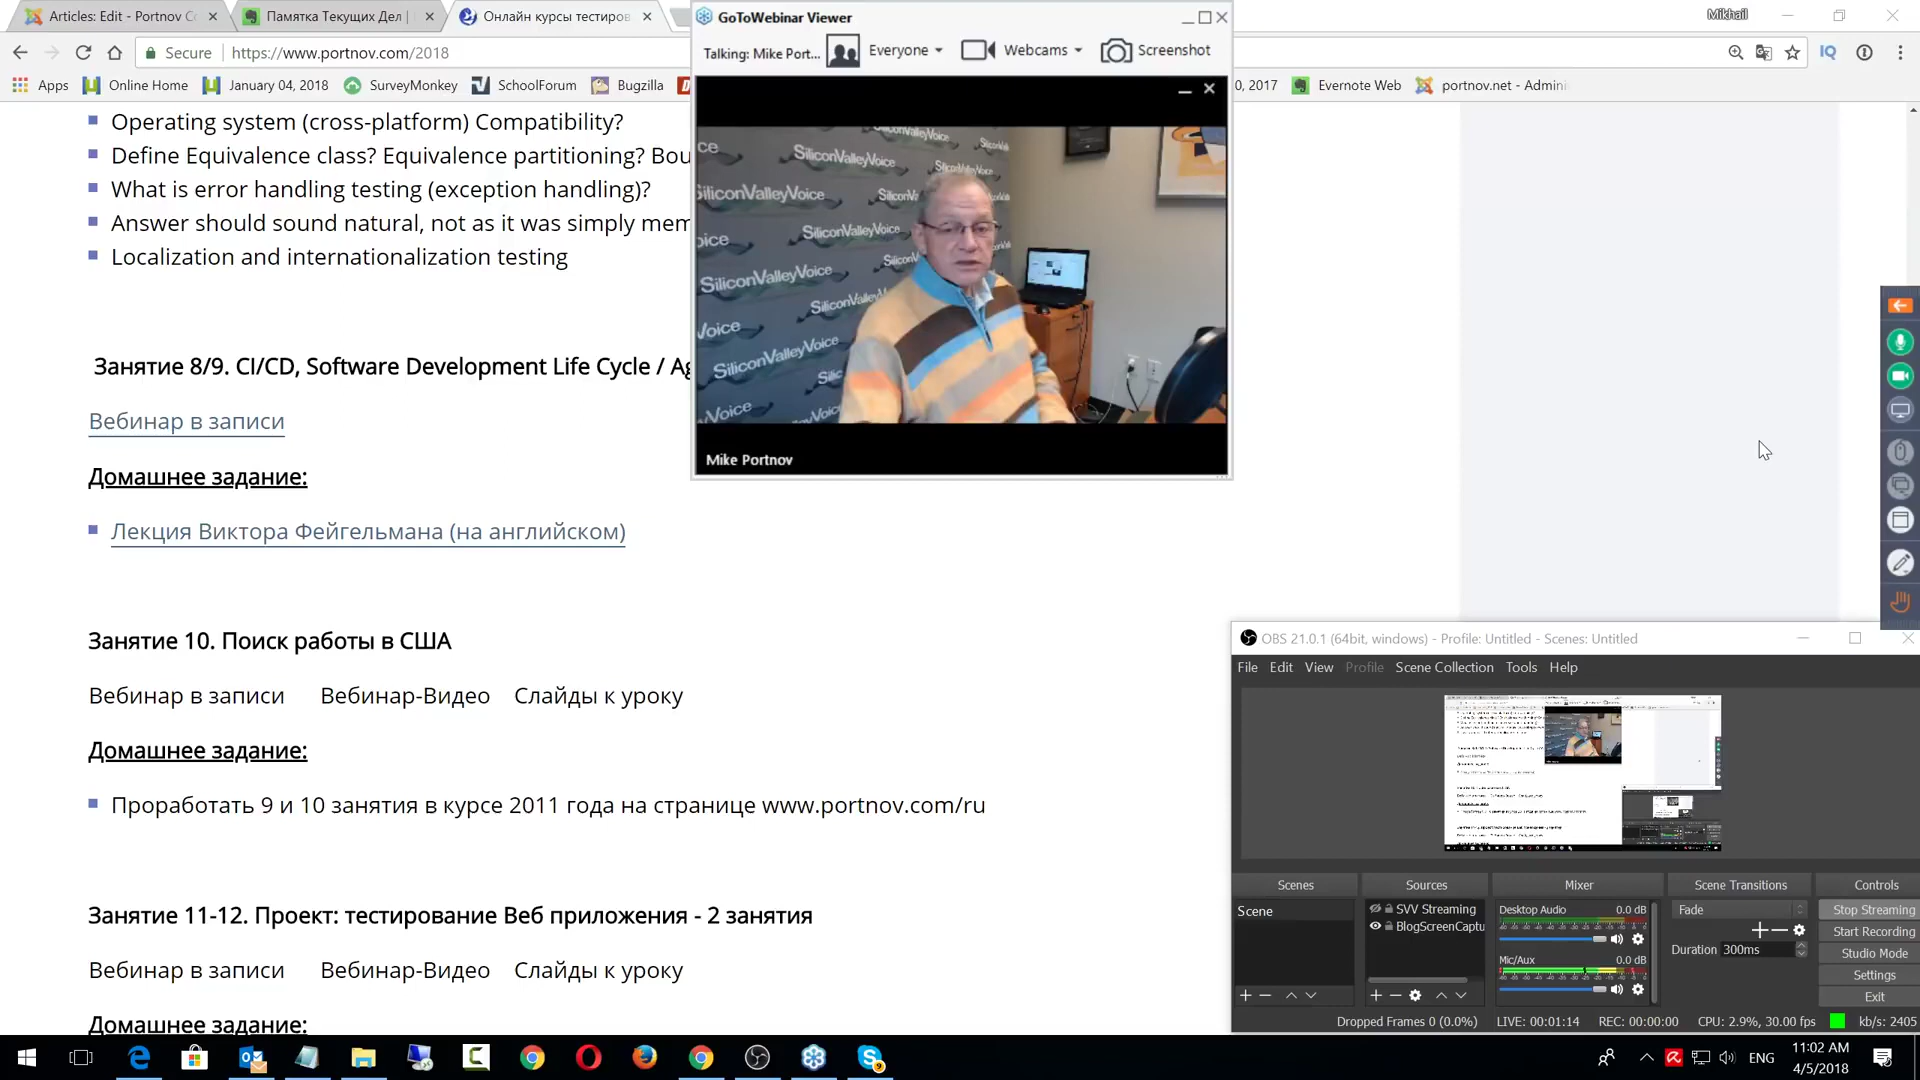 Articles: Edit - Portnov Co
Памятка Текущих Дел |
Онлайн курсы тестиров
GoToWebinar Viewer
Mikhail
Secure
https://www.portnov.com/2018
Talking: Mike Port...
Everyone
Webcams
Screenshot
Apps
Online Home
January 04, 2018
SurveyMonkey
SchoolForum
Bugzilla
0, 2017
Evernote Web
portnov.net - Admini
Operating system (cross-platform) Compatibility?
Define Equivalence class? Equivalence partitioning? Bou
What is error handling testing (exception handling)?
Answer should sound natural, not as it was simply mem
Localization and internationalization testing
SiliconValleyVoice
SiliconValleyVoice
SiliconValleyVoice
SiliconValleyVoice
SiliconValleyVoice
SiliconValleyVoice
Mike Portnov
Занятие 8/9. CI/CD, Software Development Life Cycle / Ag
Вебинар в записи
Домашнее задание:
Лекция Виктора Фейгельмана (на английском)
Занятие 10. Поиск работы в США
Вебинар в записи Вебинар-Видео Слайды к уроку
Домашнее задание:
Проработать 9 и 10 занятия в курсе 2011 года на странице www.portnov.com/ru
Занятие 11-12. Проект: тестирование Веб приложения - 2 занятия
Вебинар в записи Вебинар-Видео Слайды к уроку
Домашнее задание:
OBS 21.0.1 (64bit, windows) - Profile: Untitled - Scenes: Untitled
File Edit View Profile Scene Collection Tools Help
Scenes
Sources
Mixer
Scene Transitions
Controls
Scene
SVV Streaming
BlogScreenCaptu
Desktop Audio 0.0 dB
Mic/Aux 0.0 dB
Fade
Duration 300ms
Stop Streaming
Start Recording
Studio Mode
Settings
Exit
Dropped Frames 0 (0.0%) LIVE: 00:01:14 REC: 00:00:00 CPU: 2.9%, 30.00 fps kb/s: 2405
9
ENG
11:02 AM
4/5/2018